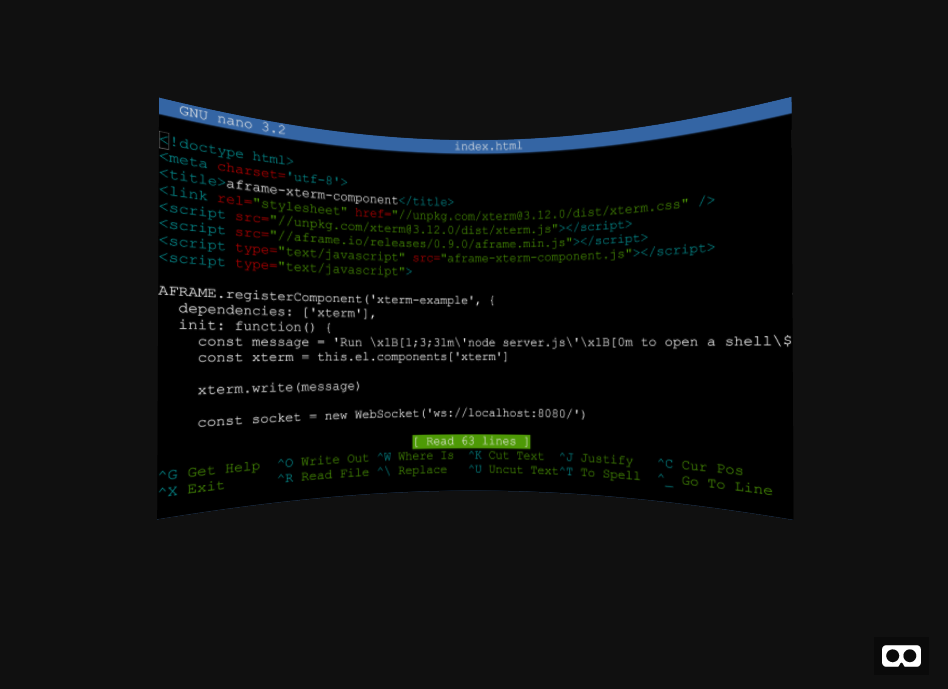 GNU nano 3.2 index.html
<!doctype html>
<meta charset='utf-8'>
<title>aframe-xterm-component</title>
<link rel="stylesheet" href="//unpkg.com/xterm@3.12.0/dist/xterm.css" />
<script src="//unpkg.com/xterm@3.12.0/dist/xterm.js"></script>
<script src="//aframe.io/releases/0.9.0/aframe.min.js"></script>
<script type="text/javascript" src="aframe-xterm-component.js"></script>
<script type="text/javascript">
AFRAME.registerComponent('xterm-example', {
  dependencies: ['xterm'],
  init: function() {
    const message = 'Run \x1B[1;3;31m\'node server.js\'\x1B[0m to open a shell\$
    const xterm = this.el.components['xterm']
    xterm.write(message)
    const socket = new WebSocket('ws://localhost:8080/')
[ Read 63 lines ]
^G Get Help ^O Write Out ^W Where Is ^K Cut Text ^J Justify ^C Cur Pos
^X Exit ^R Read File ^\ Replace ^U Uncut Text ^T To Spell ^_ Go To Line